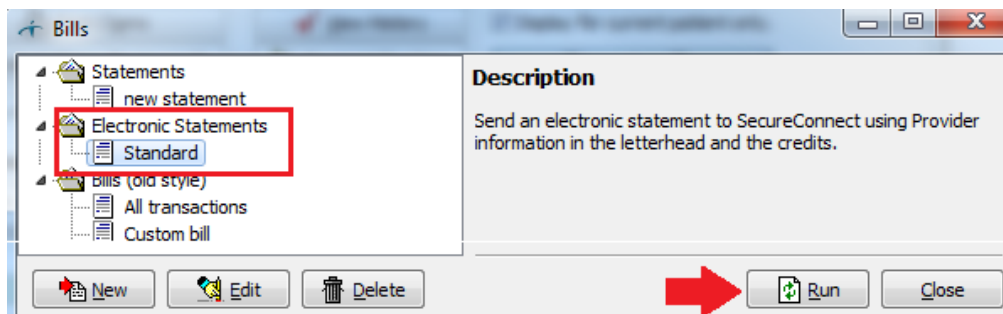 Bills
Statements
new statement
Electronic Statements
Standard
Bills (old style)
All transactions
Custom bill
Description
Send an electronic statement to SecureConnect using Provider
information in the letterhead and the credits.
New Edit Delete Run Close